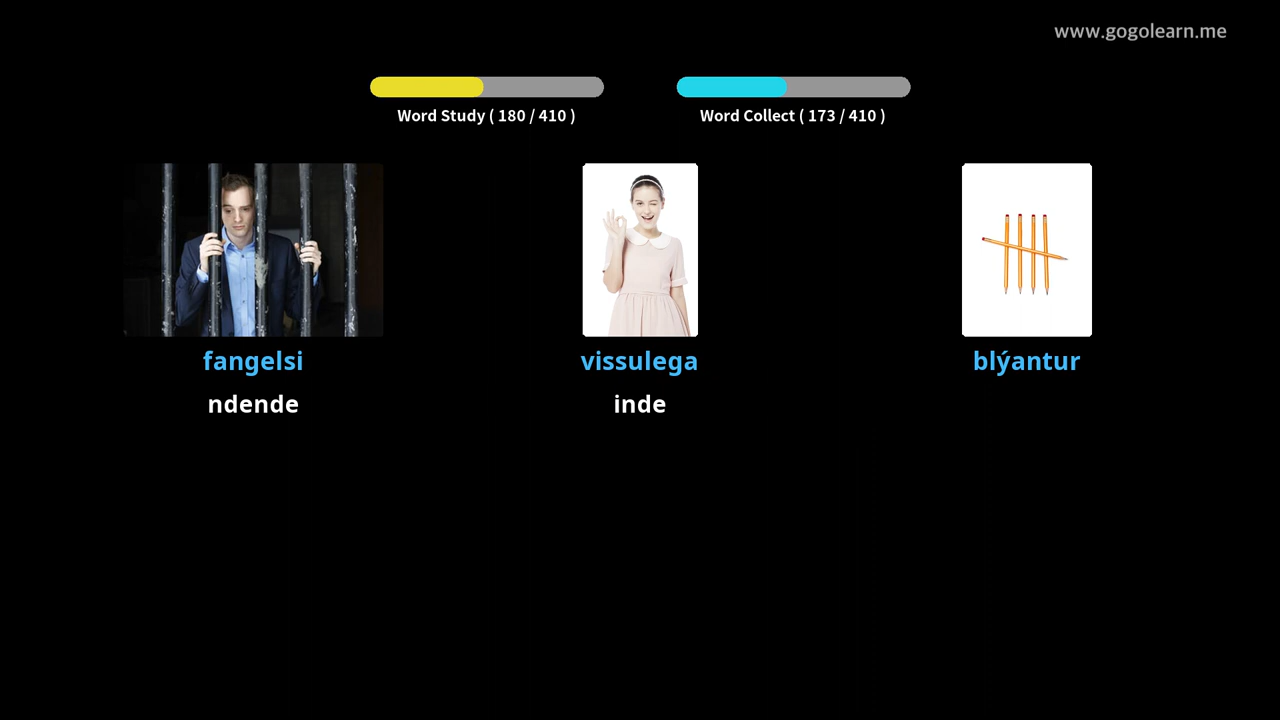 www.gogolearn.me
Word Study ( 180 / 410 )
Word Collect ( 173 / 410 )
fangelsi
vissulega
blýantur
ndende
inde